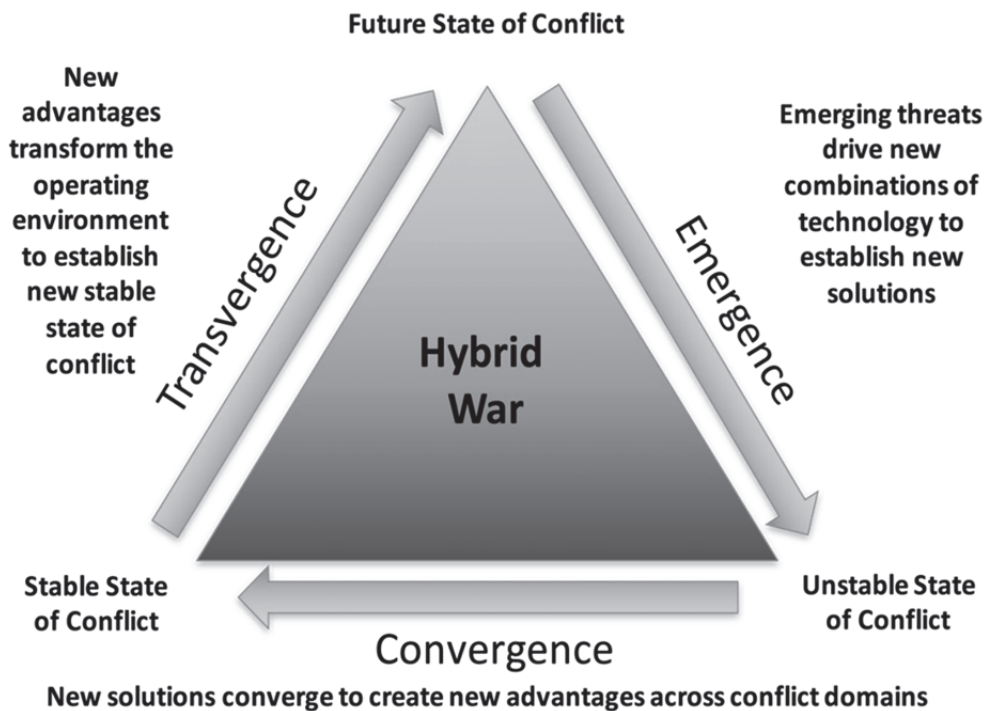 Future State of Conflict
New
advantages
transform the
operating
environment
to establish
new stable
state of
conflict
Transvergence
Emergence
Emerging threats
drive new
combinations of
technology to
establish new
solutions
Hybrid
War
Stable State
of Conflict
Unstable State
of Conflict
Convergence
New solutions converge to create new advantages across conflict domains